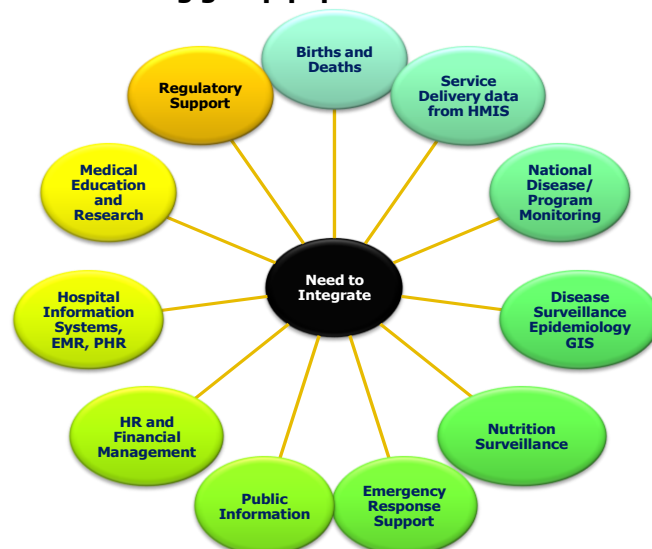 Births and
Deaths
Regulatory
Support
Service
Delivery data
from HMIS
Medical
Education
and
Research
National
Disease/
Program
Monitoring
Need to
Integrate
Hospital
Information
Systems,
EMR, PHR
Disease
Surveillance
Epidemiology
GIS
HR and
Financial
Management
Nutrition
Surveillance
Public
Information
Emergency
Response
Support